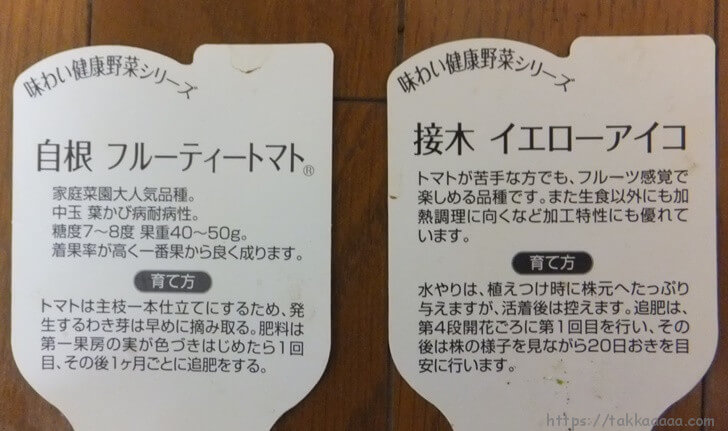 味わい健康野菜シリーズ
自根 フルーティートマト®
家庭菜園大人気品種。
中玉 葉かび病耐病性。
糖度7〜8度 果重40〜50g。
着果率が高く一番果から良く成ります。
育て方
トマトは主枝一本仕立てにするため、発
生するわき芽は早めに摘み取る。肥料は
第一果房の実が色づきはじめたら1回
目、その後1ヶ月ごとに追肥をする。
味わい健康野菜シリーズ
接木 イエローアイコ
トマトが苦手な方でも、フルーツ感覚で
楽しめる品種です。また生食以外にも加
熱調理に向くなど加工特性にも優れて
います。
育て方
水やりは、植えつけ時に株元へたっぷり
与えますが、活着後は控えます。追肥は、
第4段開花ごろに第1回目を行い、その
後は株の様子を見ながら20日おきを目
安に行います。
https://takkaaaaa.com